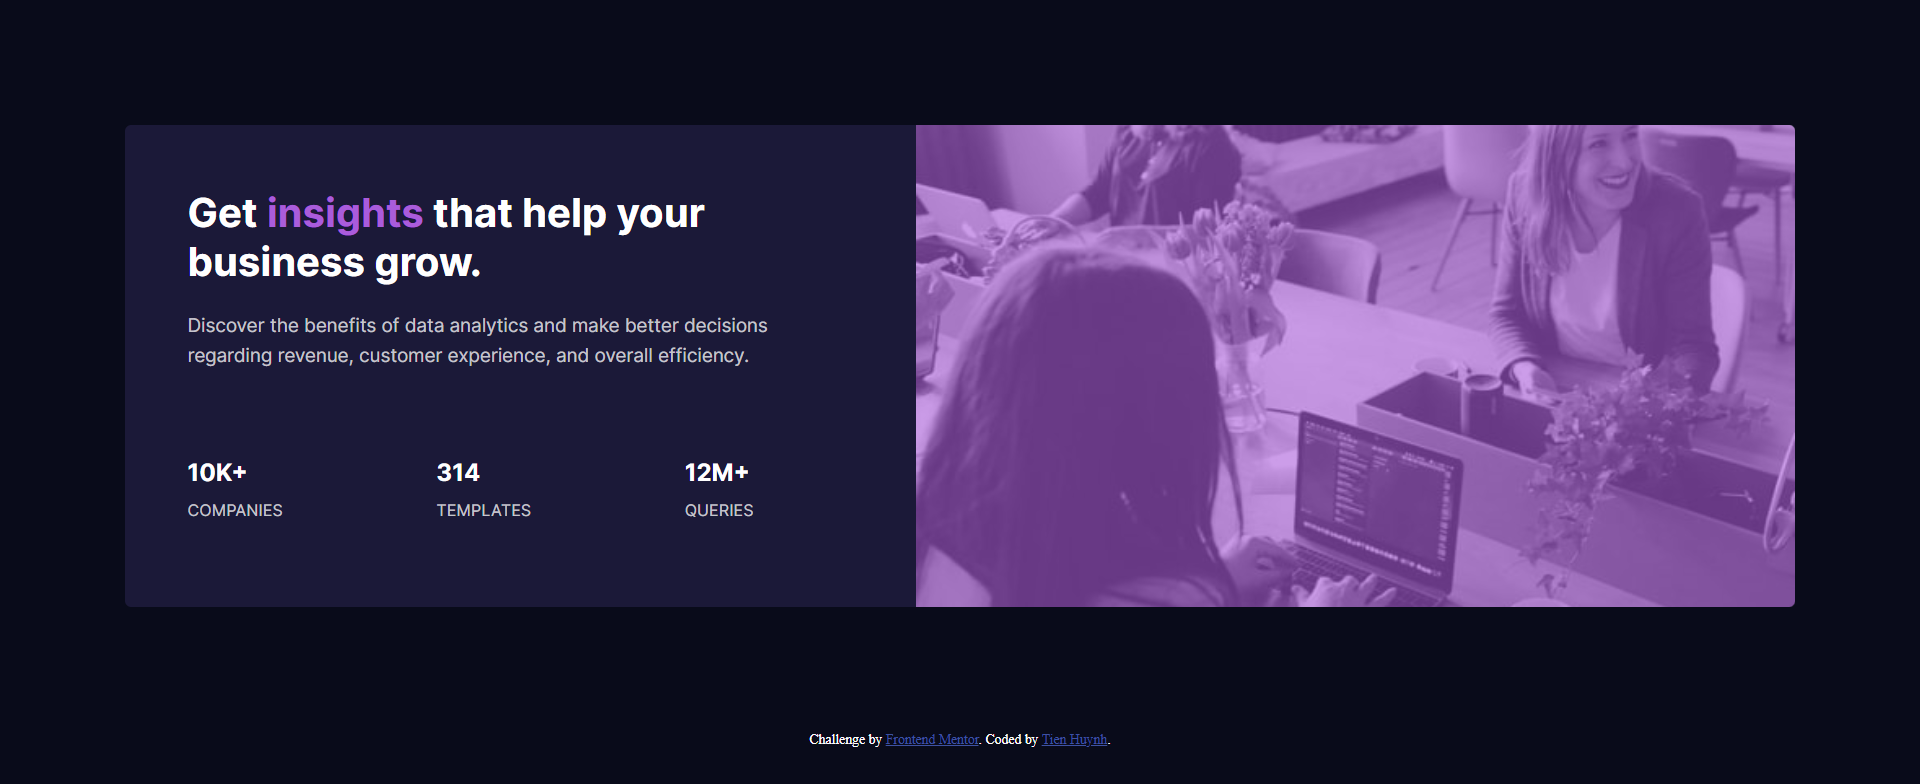 Get insights that help your
business grow.
Discover the benefits of data analytics and make better decisions
regarding revenue, customer experience, and overall efficiency.
10K+
COMPANIES
314
TEMPLATES
12M+
QUERIES
Challenge by Frontend Mentor. Coded by Tien Huynh.